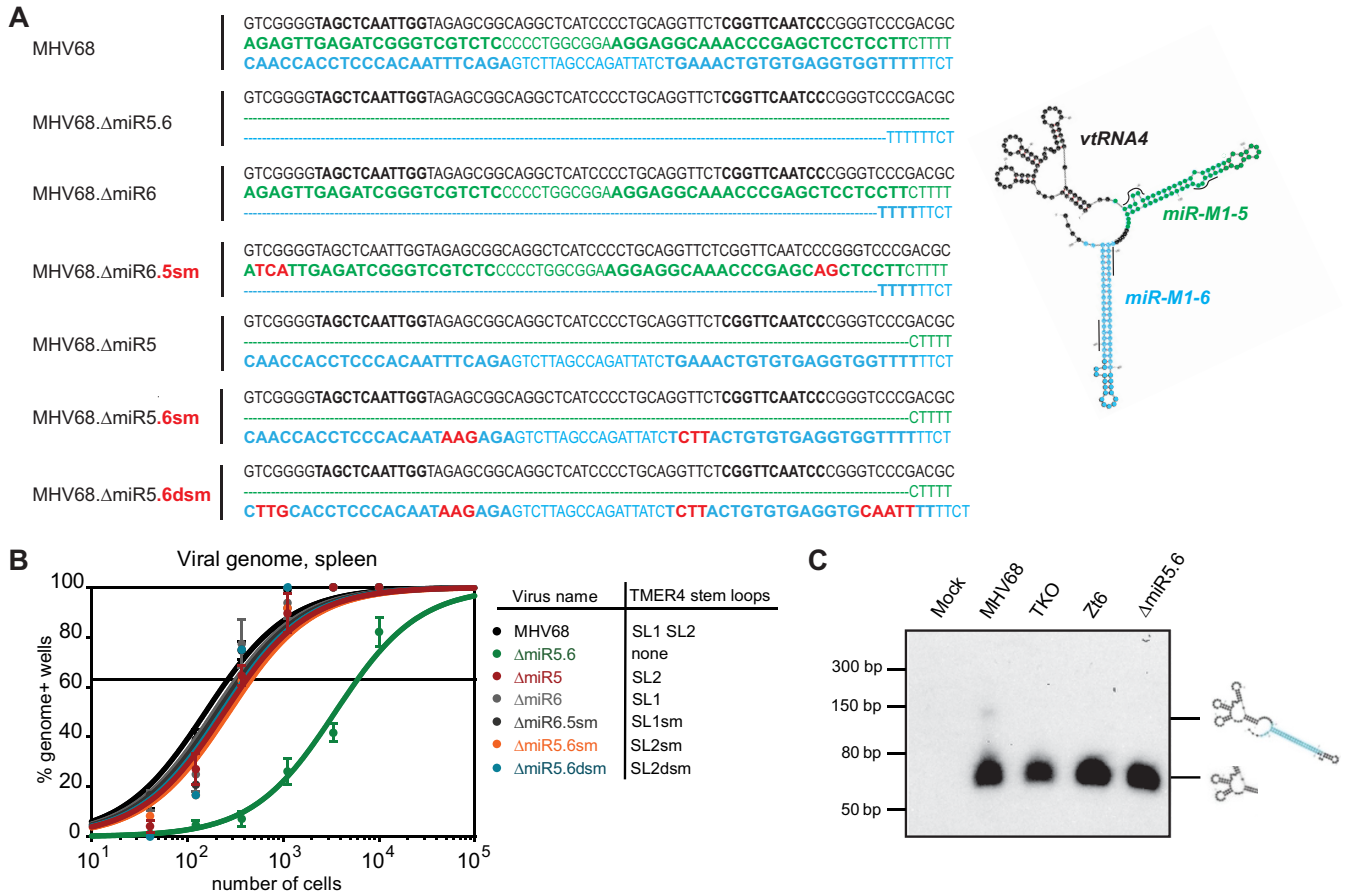 A
MHV68
GTCGGGGTAGCTCAATTGGTAGAGCGGCAGGCTCATCCCCTGCAGGTTCTCGGTTCAATCCCGGGTCCCGACGC
AGAGTTGAGATCGGGTCGTCTCCCCCTGGCGGAAGGAGGCAAACCCGAGCTCCTCCTTCTTTT
CAACCACCTCCCACAATTTCAGAGTCTTAGCCAGATTATCTGAAACTGTGTGAGGTGGTTTTTTCT
MHV68.ΔmiR5.6
GTCGGGGTAGCTCAATTGGTAGAGCGGCAGGCTCATCCCCTGCAGGTTCTCGGTTCAATCCCGGGTCCCGACGC
TTTTTTCT
MHV68.ΔmiR6
GTCGGGGTAGCTCAATTGGTAGAGCGGCAGGCTCATCCCCTGCAGGTTCTCGGTTCAATCCCGGGTCCCGACGC
AGAGTTGAGATCGGGTCGTCTCCCCCTGGCGGAAGGAGGCAAACCCGAGCTCCTCCTTCTTTT
TTTTTTCT
MHV68.ΔmiR6.5sm
GTCGGGGTAGCTCAATTGGTAGAGCGGCAGGCTCATCCCCTGCAGGTTCTCGGTTCAATCCCGGGTCCCGACGC
ATCATTGAGATCGGGTCGTCTCCCCCTGGCGGAAGGAGGCAAACCCGAGCAGCTCCTTCTTTT
TTTTTTCT
MHV68.ΔmiR5
GTCGGGGTAGCTCAATTGGTAGAGCGGCAGGCTCATCCCCTGCAGGTTCTCGGTTCAATCCCGGGTCCCGACGC
CTTTT
CAACCACCTCCCACAATTTCAGAGTCTTAGCCAGATTATCTGAAACTGTGTGAGGTGGTTTTTTCT
MHV68.ΔmiR5.6sm
GTCGGGGTAGCTCAATTGGTAGAGCGGCAGGCTCATCCCCTGCAGGTTCTCGGTTCAATCCCGGGTCCCGACGC
CTTTT
CAACCACCTCCCACAATAAGAGAGTCTTAGCCAGATTATCTCTTACTGTGTGAGGTGGTTTTTTCT
MHV68.ΔmiR5.6dsm
GTCGGGGTAGCTCAATTGGTAGAGCGGCAGGCTCATCCCCTGCAGGTTCTCGGTTCAATCCCGGGTCCCGACGC
CTTTT
CTTGCACCTCCCACAATAAGAGAGTCTTAGCCAGATTATCTCTTACTGTGTGAGGTGCAATTTTTTCT
vtRNA4
miR-M1-5
miR-M1-6
B
Viral genome, spleen
% genome+ wells
100
80
60
40
20
0
10¹ 10² 10³ 10⁴ 10⁵
number of cells
Virus name TMER4 stem loops
MHV68 SL1 SL2
ΔmiR5.6 none
ΔmiR5 SL2
ΔmiR6 SL1
ΔmiR6.5sm SL1sm
ΔmiR5.6sm SL2sm
ΔmiR5.6dsm SL2dsm
C
Mock MHV68 TKO Zt6 ΔmiR5.6
300 bp
150 bp
80 bp
50 bp